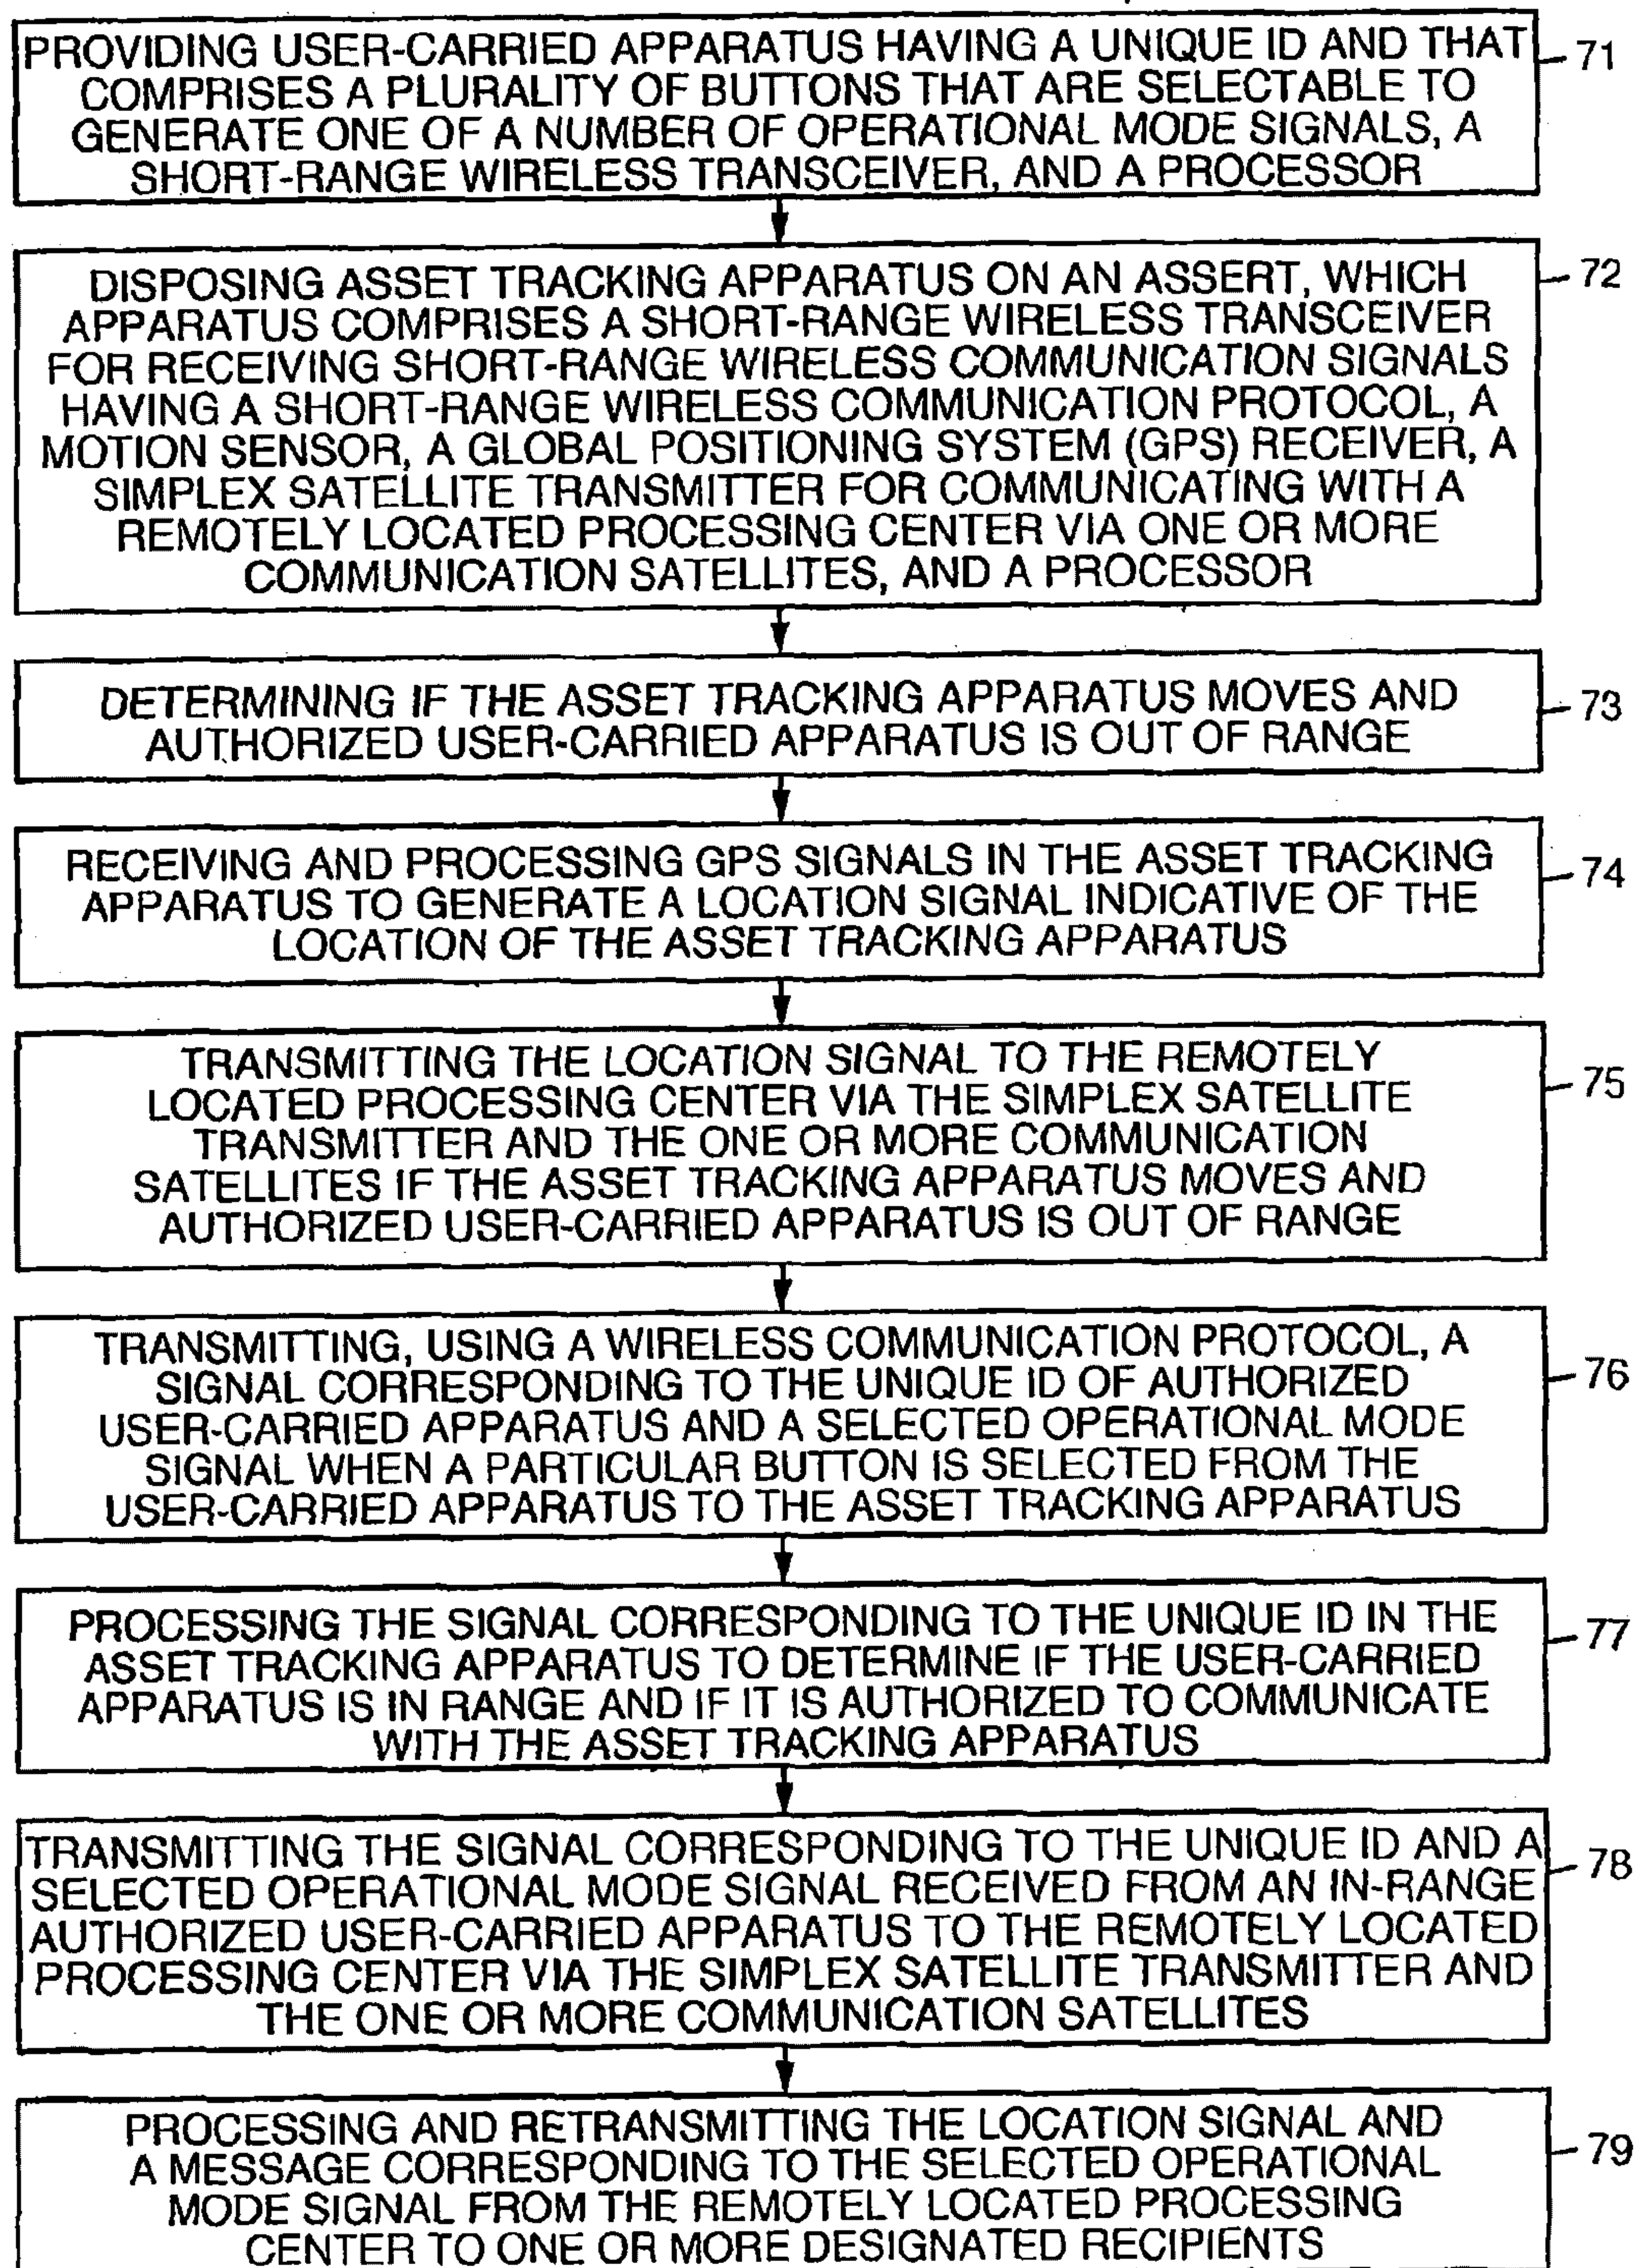 PROVIDING USER-CARRIED APPARATUS HAVING A UNIQUE ID AND THAT
COMPRISES A PLURALITY OF BUTTONS THAT ARE SELECTABLE TO
GENERATE ONE OF A NUMBER OF OPERATIONAL MODE SIGNALS, A
SHORT-RANGE WIRELESS TRANSCEIVER, AND A PROCESSOR
71
DISPOSING ASSET TRACKING APPARATUS ON AN ASSERT, WHICH
APPARATUS COMPRISES A SHORT-RANGE WIRELESS TRANSCEIVER
FOR RECEIVING SHORT-RANGE WIRELESS COMMUNICATION SIGNALS
HAVING A SHORT-RANGE WIRELESS COMMUNICATION PROTOCOL, A
MOTION SENSOR, A GLOBAL POSITIONING SYSTEM (GPS) RECEIVER, A
SIMPLEX SATELLITE TRANSMITTER FOR COMMUNICATING WITH A
REMOTELY LOCATED PROCESSING CENTER VIA ONE OR MORE
COMMUNICATION SATELLITES, AND A PROCESSOR
72
DETERMINING IF THE ASSET TRACKING APPARATUS MOVES AND
AUTHORIZED USER-CARRIED APPARATUS IS OUT OF RANGE
73
RECEIVING AND PROCESSING GPS SIGNALS IN THE ASSET TRACKING
APPARATUS TO GENERATE A LOCATION SIGNAL INDICATIVE OF THE
LOCATION OF THE ASSET TRACKING APPARATUS
74
TRANSMITTING THE LOCATION SIGNAL TO THE REMOTELY
LOCATED PROCESSING CENTER VIA THE SIMPLEX SATELLITE
TRANSMITTER AND THE ONE OR MORE COMMUNICATION
SATELLITES IF THE ASSET TRACKING APPARATUS MOVES AND
AUTHORIZED USER-CARRIED APPARATUS IS OUT OF RANGE
75
TRANSMITTING, USING A WIRELESS COMMUNICATION PROTOCOL, A
SIGNAL CORRESPONDING TO THE UNIQUE ID OF AUTHORIZED
USER-CARRIED APPARATUS AND A SELECTED OPERATIONAL MODE
SIGNAL WHEN A PARTICULAR BUTTON IS SELECTED FROM THE
USER-CARRIED APPARATUS TO THE ASSET TRACKING APPARATUS
76
PROCESSING THE SIGNAL CORRESPONDING TO THE UNIQUE ID IN THE
ASSET TRACKING APPARATUS TO DETERMINE IF THE USER-CARRIED
APPARATUS IS IN RANGE AND IF IT IS AUTHORIZED TO COMMUNICATE
WITH THE ASSET TRACKING APPARATUS
77
TRANSMITTING THE SIGNAL CORRESPONDING TO THE UNIQUE ID AND A
SELECTED OPERATIONAL MODE SIGNAL RECEIVED FROM AN IN-RANGE
AUTHORIZED USER-CARRIED APPARATUS TO THE REMOTELY LOCATED
PROCESSING CENTER VIA THE SIMPLEX SATELLITE TRANSMITTER AND
THE ONE OR MORE COMMUNICATION SATELLITES
78
PROCESSING AND RETRANSMITTING THE LOCATION SIGNAL AND
A MESSAGE CORRESPONDING TO THE SELECTED OPERATIONAL
MODE SIGNAL FROM THE REMOTELY LOCATED PROCESSING
CENTER TO ONE OR MORE DESIGNATED RECIPIENTS
79